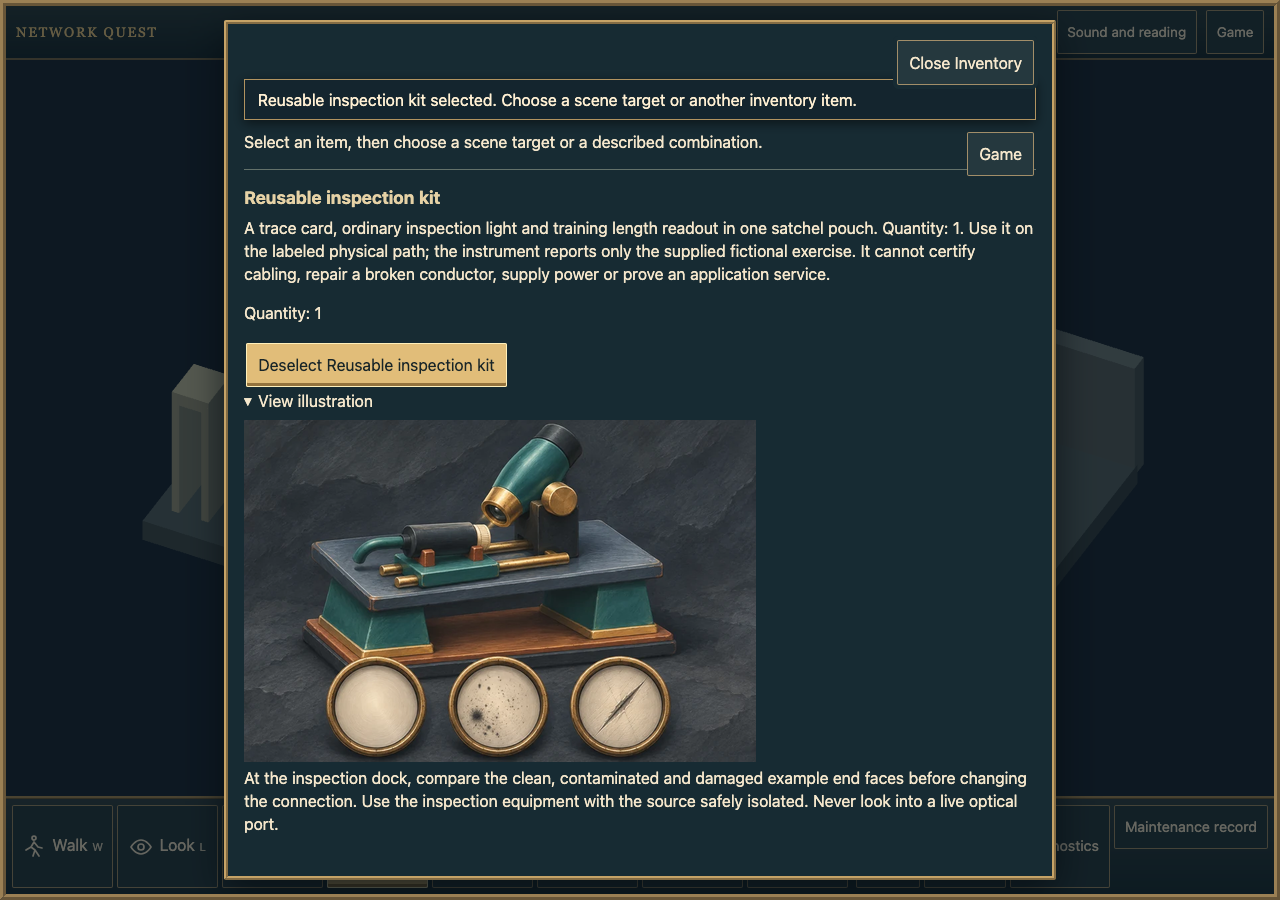 NETWORK QUEST
Sound and reading
Game
Close Inventory
Reusable inspection kit selected. Choose a scene target or another inventory item.
Select an item, then choose a scene target or a described combination.
Game
Reusable inspection kit
A trace card, ordinary inspection light and training length readout in one satchel pouch. Quantity: 1. Use it on
the labeled physical path; the instrument reports only the supplied fictional exercise. It cannot certify
cabling, repair a broken conductor, supply power or prove an application service.
Quantity: 1
Deselect Reusable inspection kit
▾ View illustration
At the inspection dock, compare the clean, contaminated and damaged example end faces before changing
the connection. Use the inspection equipment with the source safely isolated. Never look into a live optical
port.
Walk W
Look L
nostics
Maintenance record